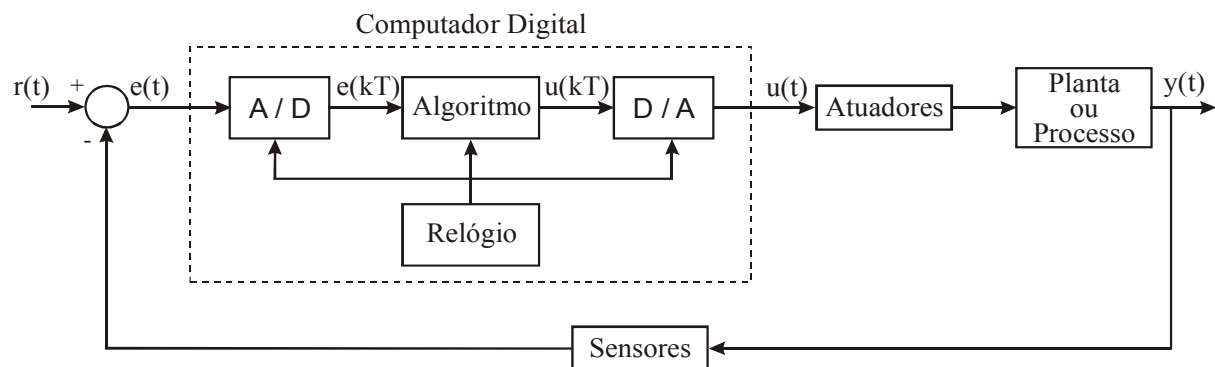 Computador Digital
r(t)
+
e(t)
A / D
e(kT)
Algoritmo
u(kT)
D / A
u(t)
Atuadores
Planta
ou
Processo
y(t)
-
Relógio
Sensores